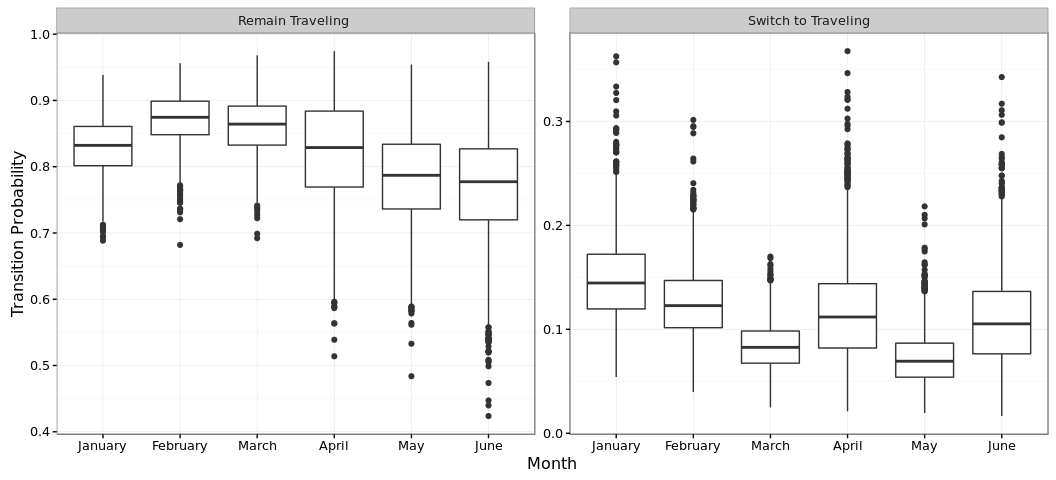 Remain Traveling
Switch to Traveling
Transition Probability
1.0
0.9
0.8
0.7
0.6
0.5
0.4
0.3
0.2
0.1
0.0
January February March April May June
January February March April May June
Month